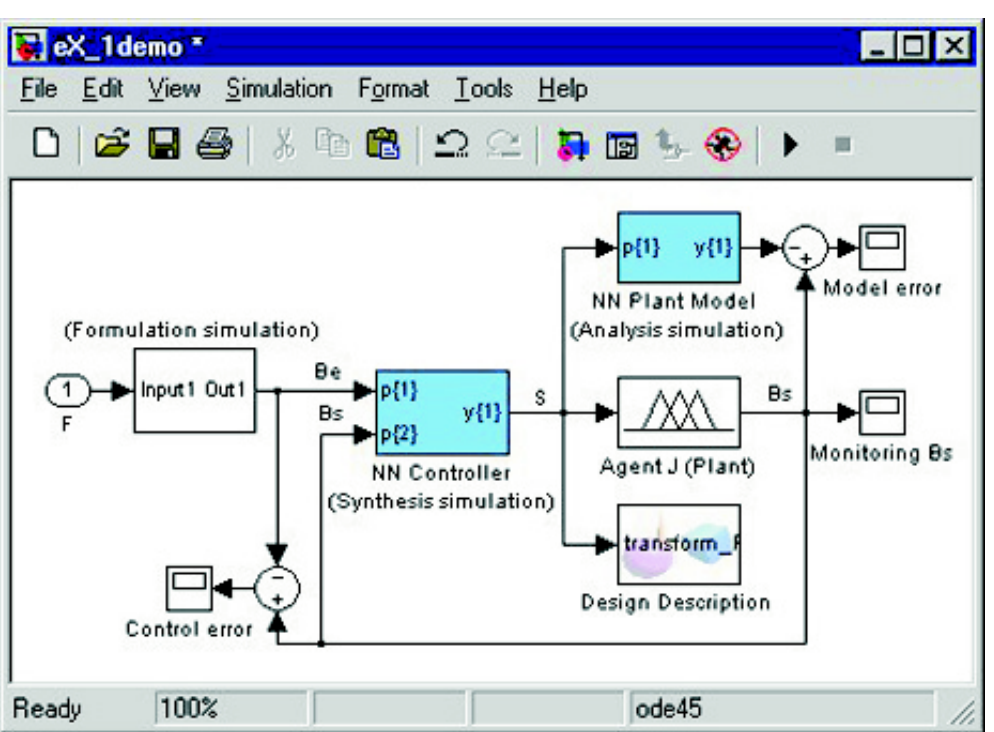 eX_1demo *
File Edit View Simulation Format Tools Help
p{1} y{1}
NN Plant Model
(Analysis simulation)
- +
Model error
(Formulation simulation)
1
F
Input1 Out1
Be
Bs
p{1}
p{2}
y{1}
NN Controller
(Synthesis simulation)
S
Agent J (Plant)
Bs
Monitoring Bs
transform_F
Design Description
- +
Control error
Ready 100% ode45